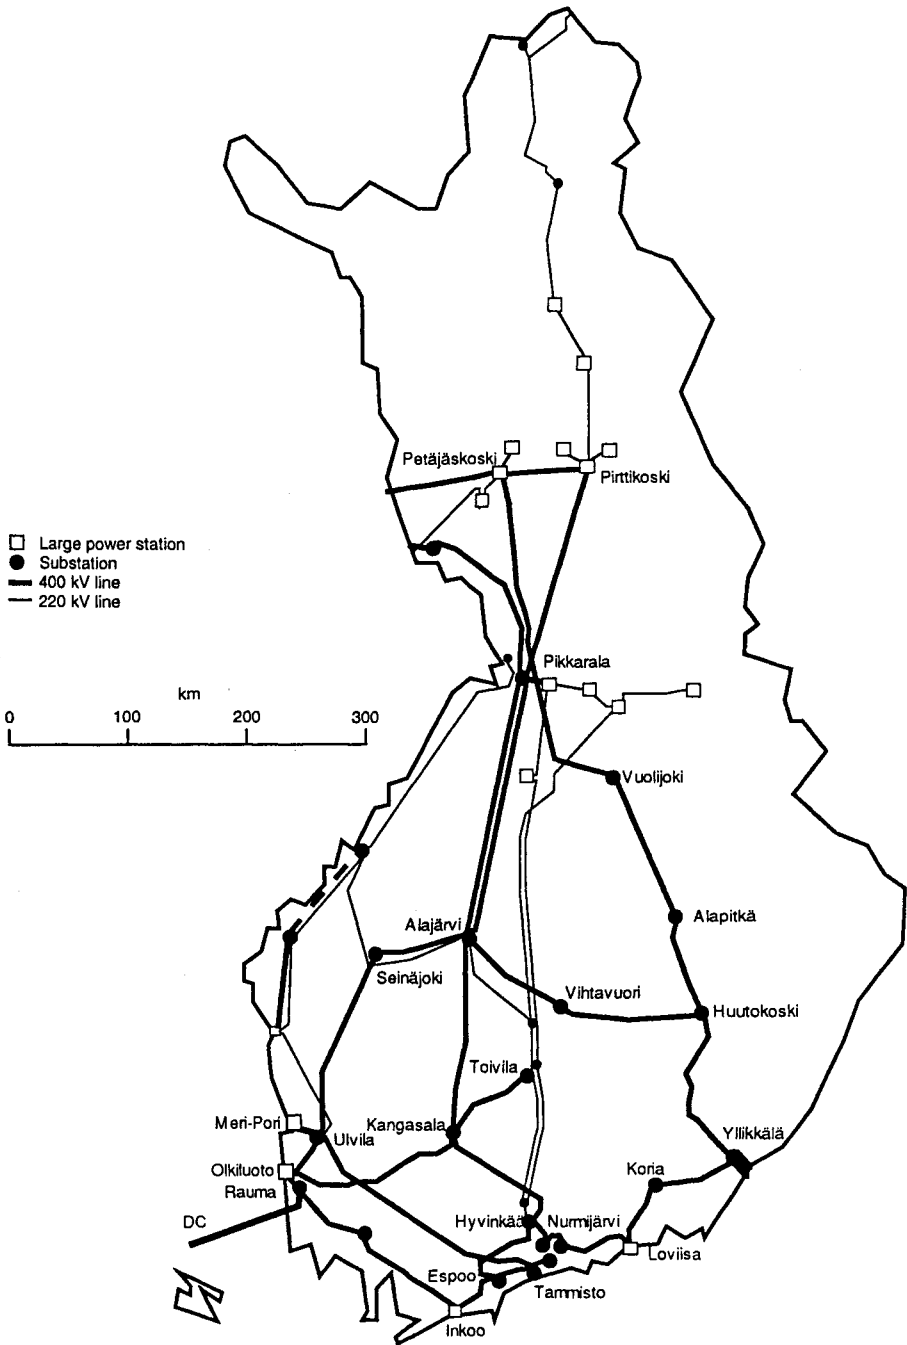 Petäjäskoski
Pirttikoski
Large power station
Substation
400 kV line
220 kV line
Pikkarala
km
0 100 200 300
Vuolijoki
Alajärvi
Alapitkä
Seinäjoki
Vihtavuori
Huutokoski
Toivila
Meri-Pori
Ulvila
Kangasala
Yllikkälä
Olkiluoto
Koria
Rauma
DC
Hyvinkää
Nurmijärvi
Loviisa
Espoo
Tammisto
Inkoo